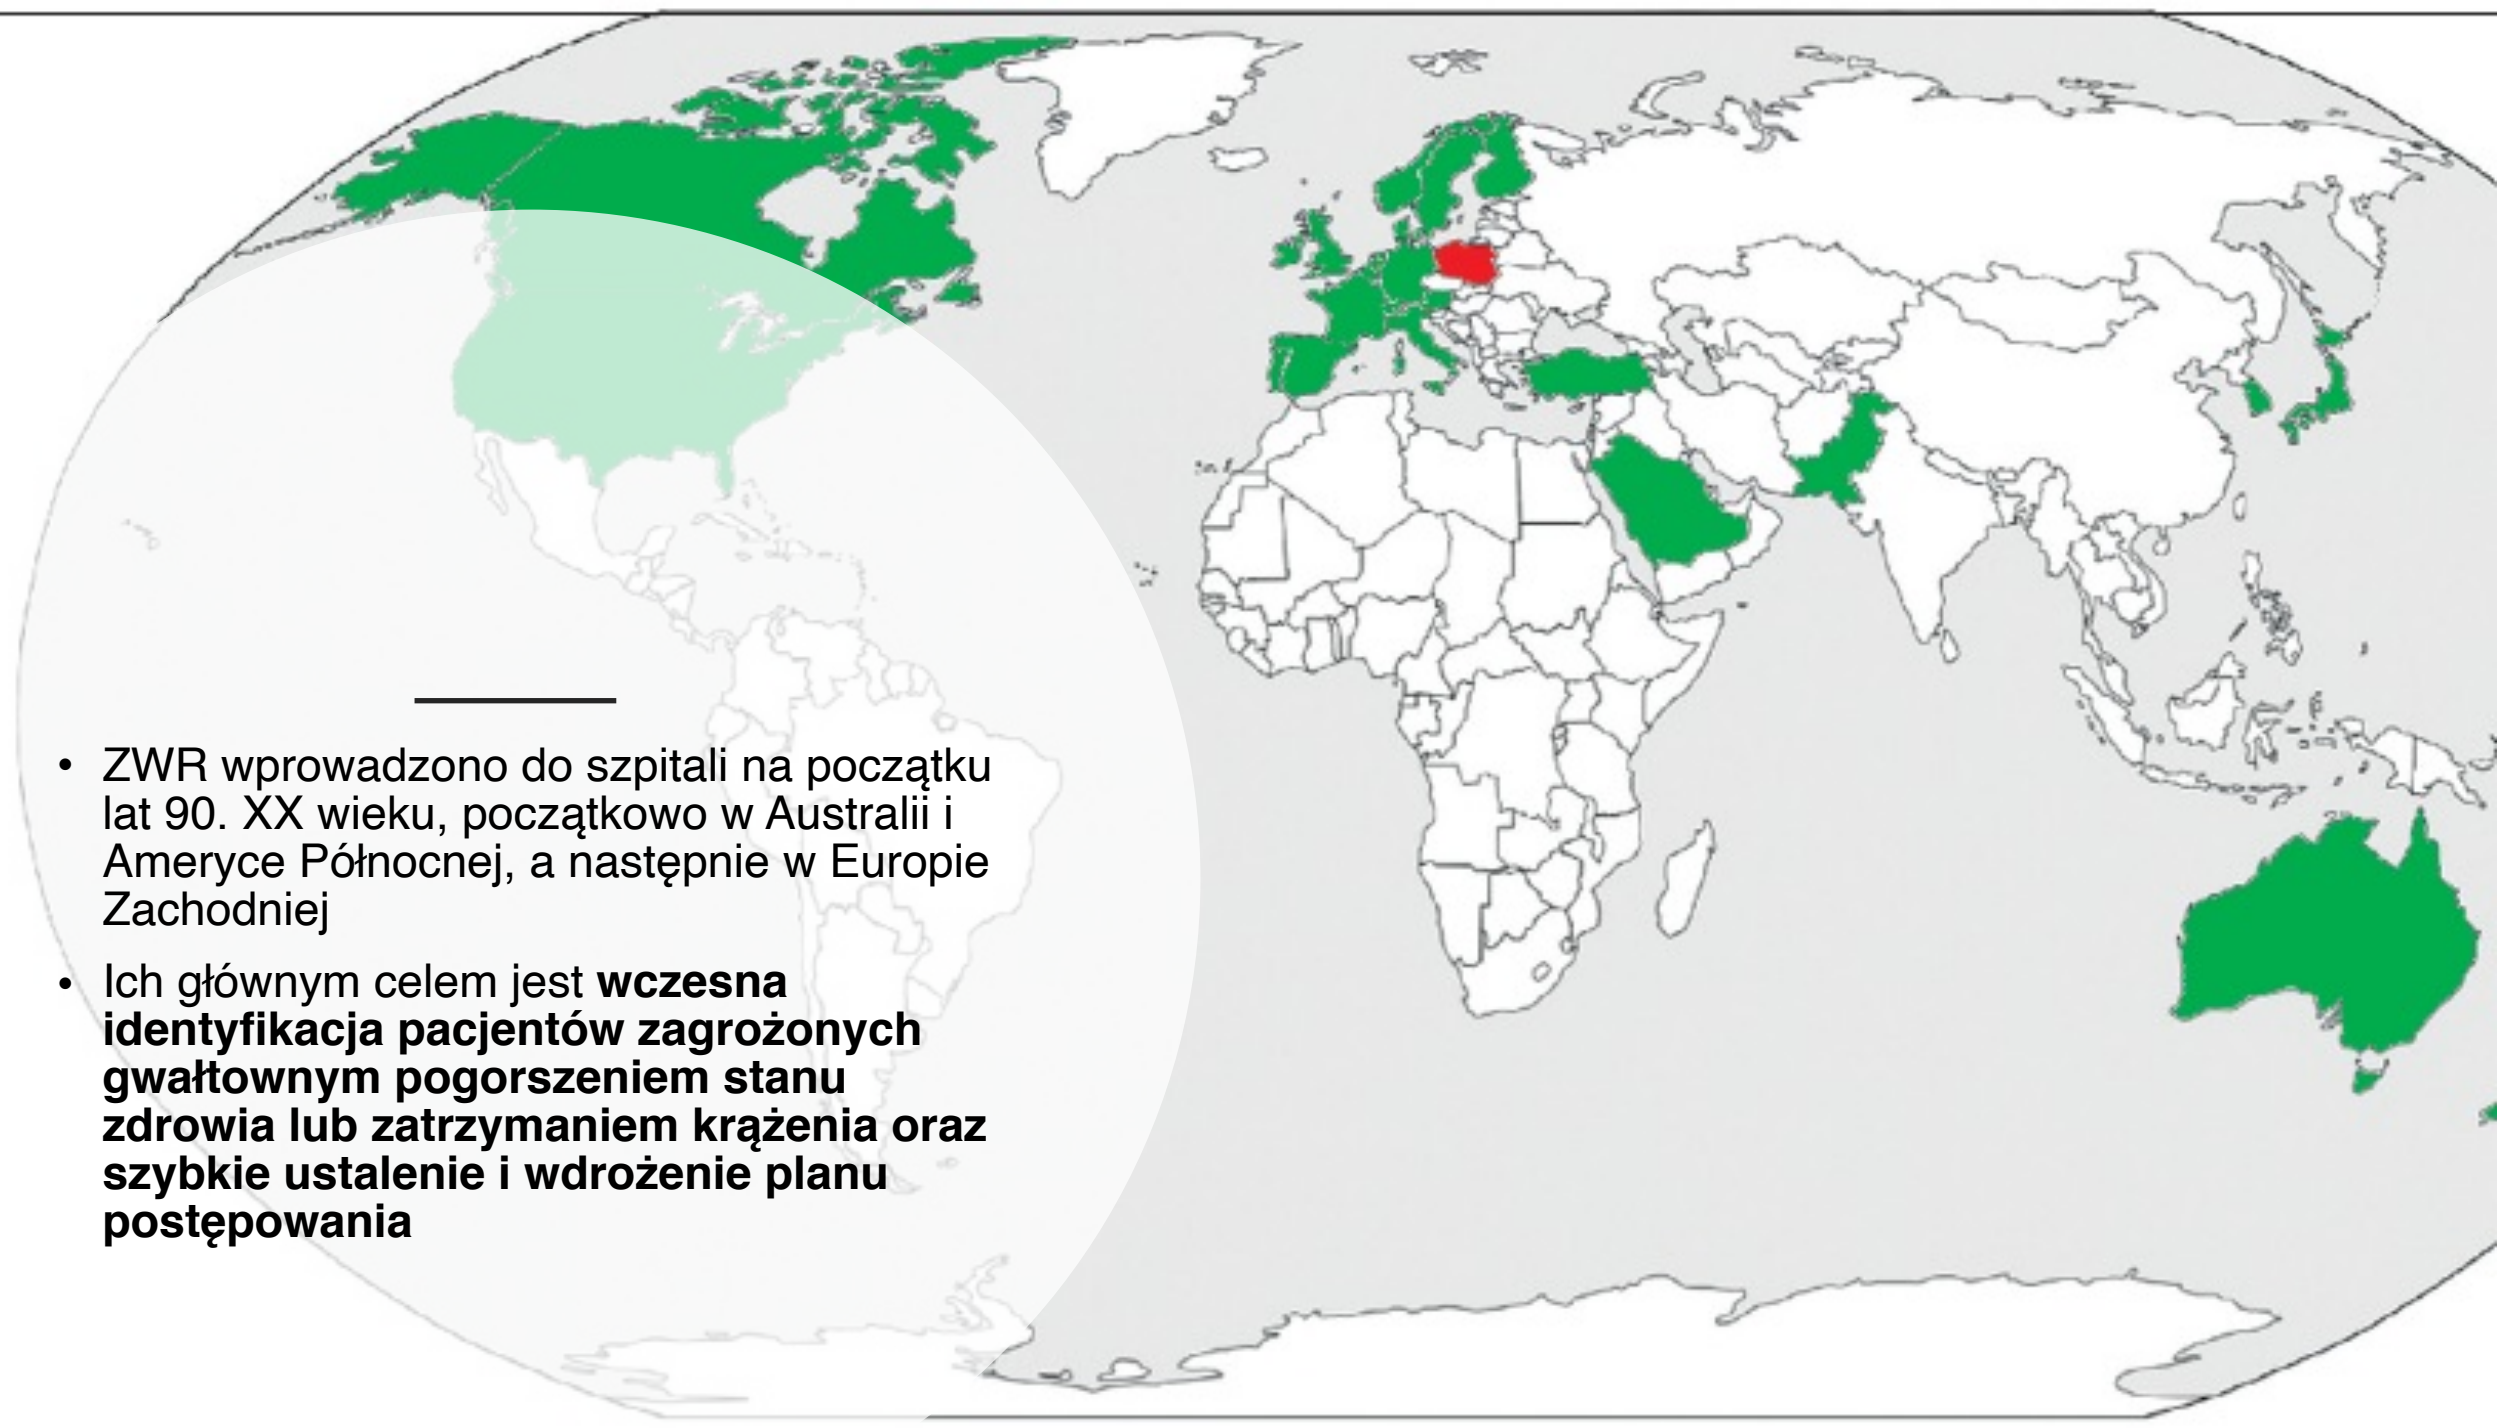 • ZWR wprowadzono do szpitali na początku
lat 90. XX wieku, początkowo w Australii i
Ameryce Północnej, a następnie w Europie
Zachodniej
• Ich głównym celem jest wczesna
identyfikacja pacjentów zagrożonych
gwałtownym pogorszeniem stanu
zdrowia lub zatrzymaniem krążenia oraz
szybkie ustalenie i wdrożenie planu
postępowania